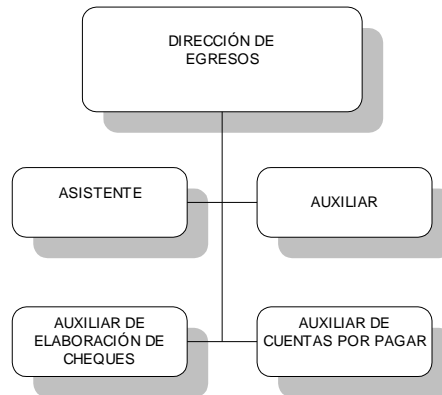 DIRECCIÓN DE
EGRESOS
ASISTENTE
AUXILIAR
AUXILIAR DE
ELABORACIÓN DE
CHEQUES
AUXILIAR DE
CUENTAS POR PAGAR